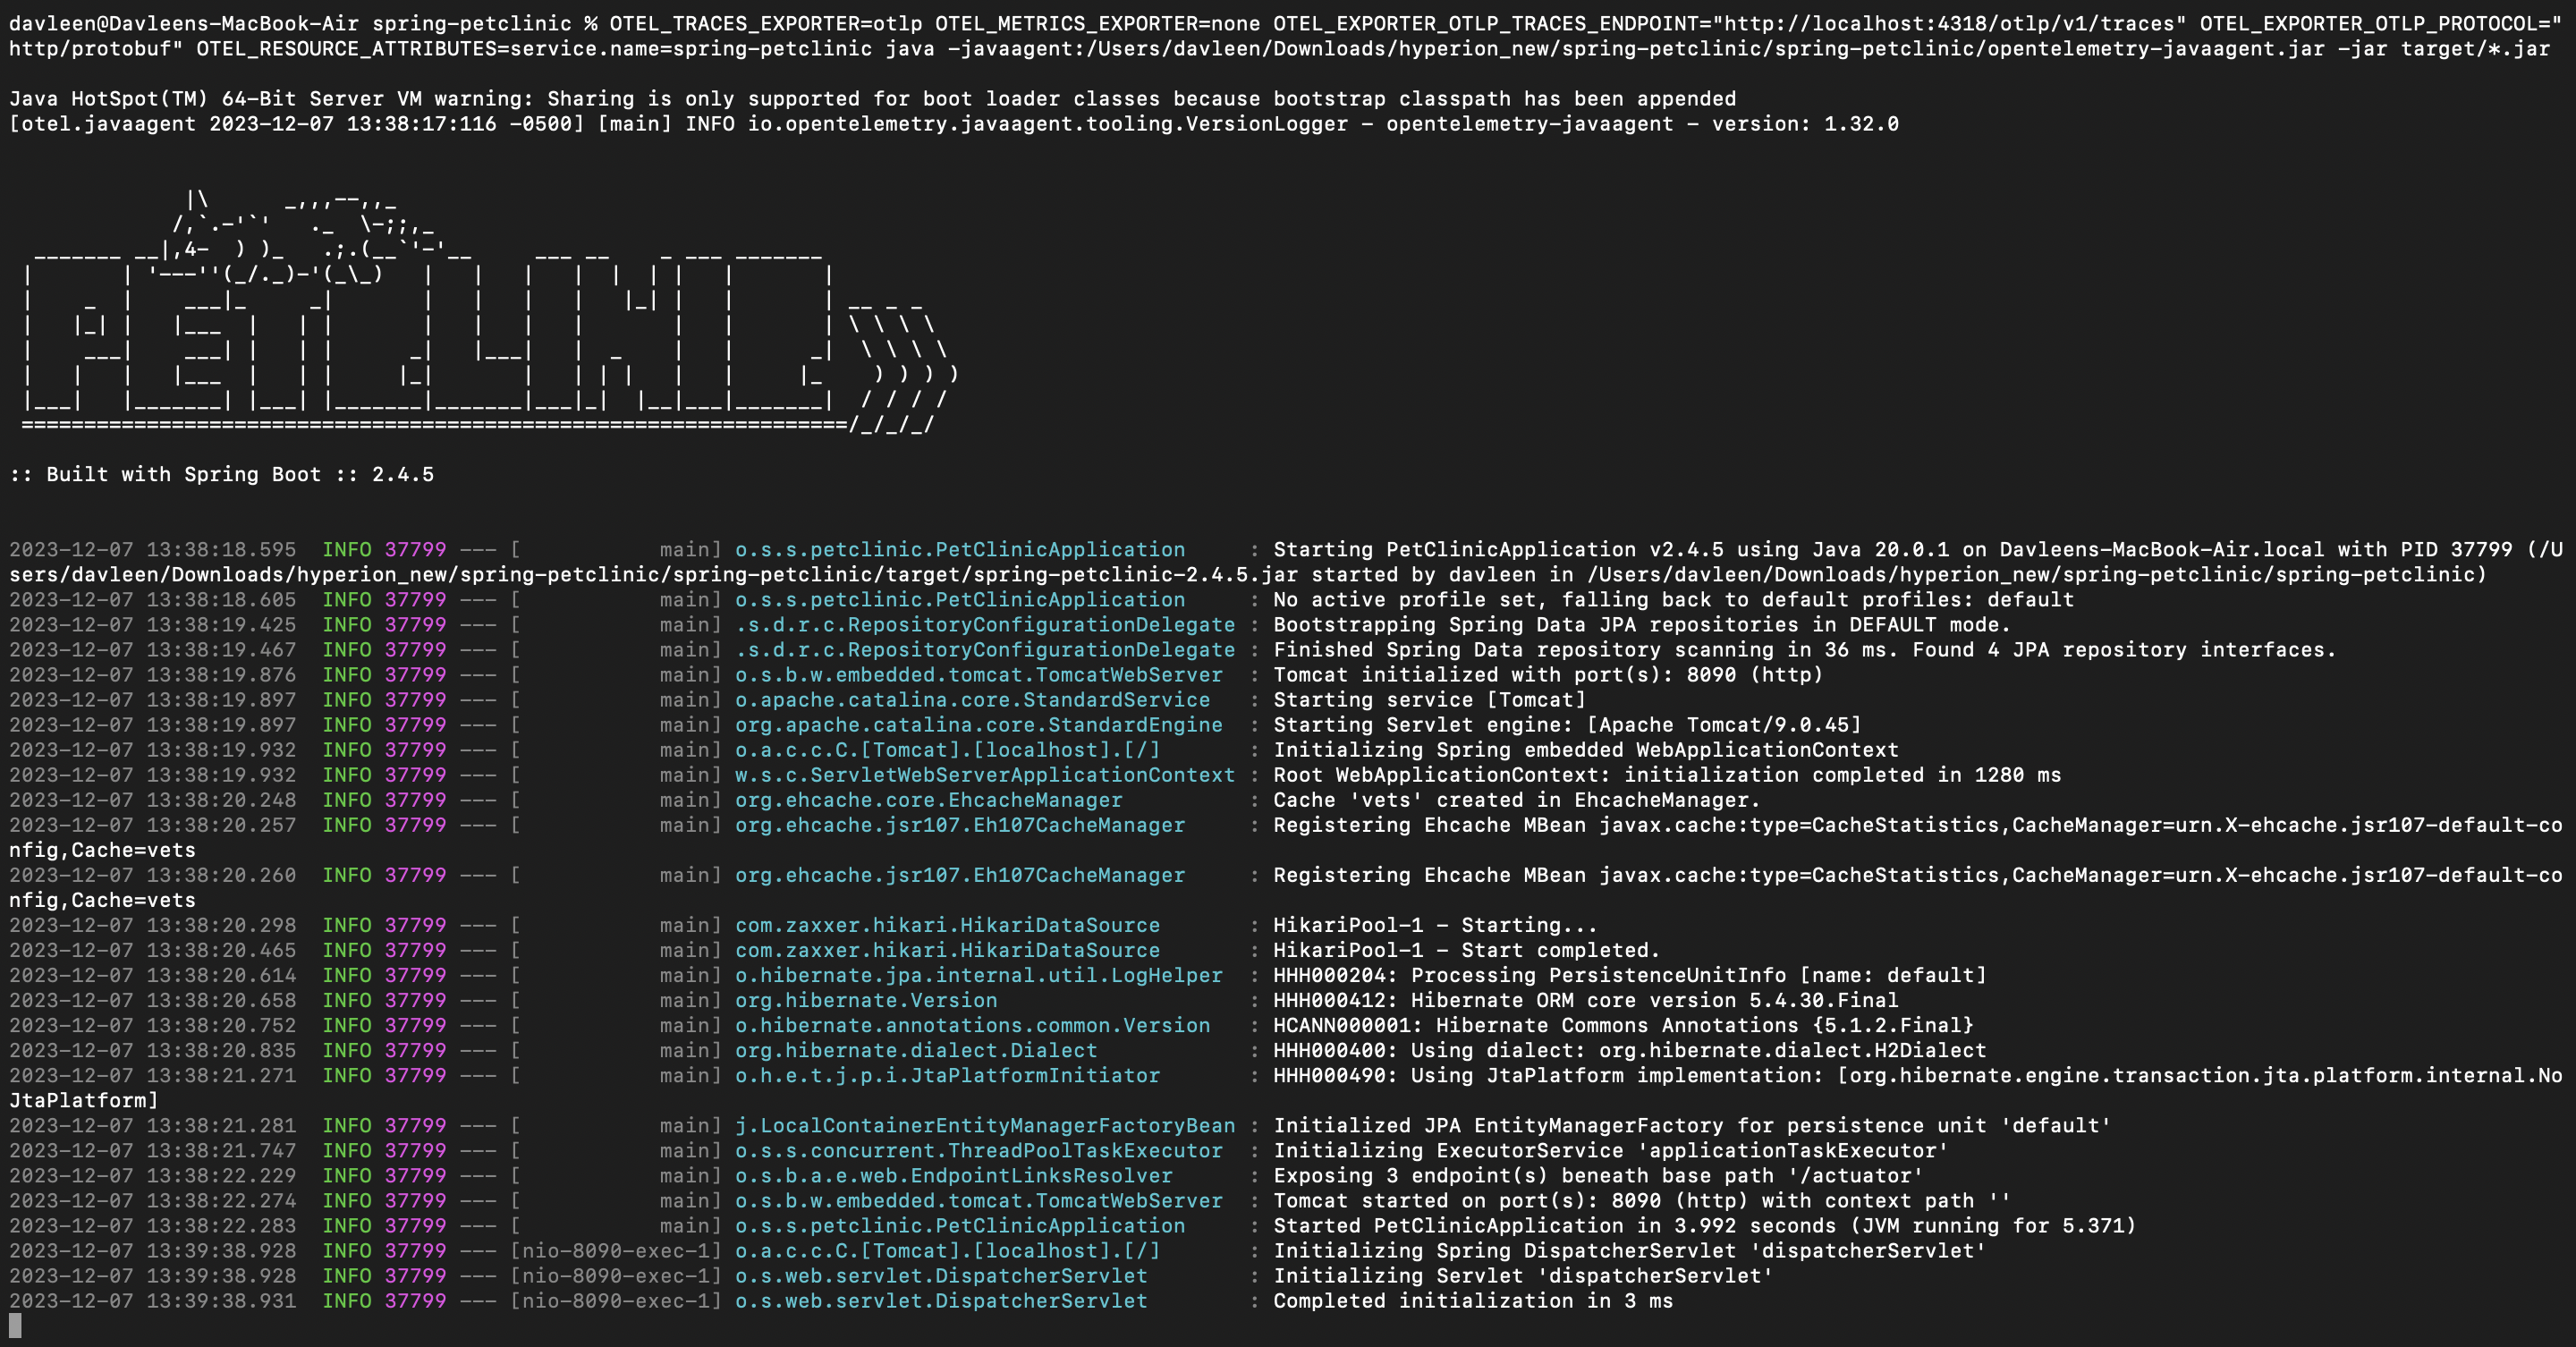 davleen@Davleens-MacBook-Air spring-petclinic % OTEL_TRACES_EXPORTER=otlp OTEL_METRICS_EXPORTER=none OTEL_EXPORTER_OTLP_TRACES_ENDPOINT="http://localhost:4318/otlp/v1/traces" OTEL_EXPORTER_OTLP_PROTOCOL="
http/protobuf" OTEL_RESOURCE_ATTRIBUTES=service.name=spring-petclinic java -javaagent:/Users/davleen/Downloads/hyperion_new/spring-petclinic/spring-petclinic/opentelemetry-javaagent.jar -jar target/*.jar
Java HotSpot(TM) 64-Bit Server VM warning: Sharing is only supported for boot loader classes because bootstrap classpath has been appended
[otel.javaagent 2023-12-07 13:38:17:116 -0500] [main] INFO io.opentelemetry.javaagent.tooling.VersionLogger - opentelemetry-javaagent - version: 1.32.0
              |\      _,,,--,,_
             /,`.-'`'   ._  \-;;,_
  _______ __|,4-  ) )_   .;.(__`'-'__     ___ __    _ ___ _______
 |       | '---''(_/._)-'(_\_)   |   |   |   |  |  | |   |       |
 |    _  |    ___|_     _|       |   |   |   |   |_| |   |       | __ _ _
 |   |_| |   |___  |   | |       |   |   |   |       |   |       | \ \ \ \
 |    ___|    ___| |   | |      _|   |___|   |  _    |   |      _|  \ \ \ \
 |   |   |   |___  |   | |     |_|       |   | | |   |   |     |_    ) ) ) )
 |___|   |_______| |___| |_______|_______|___|_|  |__|___|_______|  / / / /
 ==================================================================/_/_/_/
:: Built with Spring Boot :: 2.4.5
2023-12-07 13:38:18.595  INFO 37799 --- [           main] o.s.s.petclinic.PetClinicApplication     : Starting PetClinicApplication v2.4.5 using Java 20.0.1 on Davleens-MacBook-Air.local with PID 37799 (/U
sers/davleen/Downloads/hyperion_new/spring-petclinic/spring-petclinic/target/spring-petclinic-2.4.5.jar started by davleen in /Users/davleen/Downloads/hyperion_new/spring-petclinic/spring-petclinic)
2023-12-07 13:38:18.605  INFO 37799 --- [           main] o.s.s.petclinic.PetClinicApplication     : No active profile set, falling back to default profiles: default
2023-12-07 13:38:19.425  INFO 37799 --- [           main] .s.d.r.c.RepositoryConfigurationDelegate : Bootstrapping Spring Data JPA repositories in DEFAULT mode.
2023-12-07 13:38:19.467  INFO 37799 --- [           main] .s.d.r.c.RepositoryConfigurationDelegate : Finished Spring Data repository scanning in 36 ms. Found 4 JPA repository interfaces.
2023-12-07 13:38:19.876  INFO 37799 --- [           main] o.s.b.w.embedded.tomcat.TomcatWebServer  : Tomcat initialized with port(s): 8090 (http)
2023-12-07 13:38:19.897  INFO 37799 --- [           main] o.apache.catalina.core.StandardService   : Starting service [Tomcat]
2023-12-07 13:38:19.897  INFO 37799 --- [           main] org.apache.catalina.core.StandardEngine  : Starting Servlet engine: [Apache Tomcat/9.0.45]
2023-12-07 13:38:19.932  INFO 37799 --- [           main] o.a.c.c.C.[Tomcat].[localhost].[/]       : Initializing Spring embedded WebApplicationContext
2023-12-07 13:38:19.932  INFO 37799 --- [           main] w.s.c.ServletWebServerApplicationContext : Root WebApplicationContext: initialization completed in 1280 ms
2023-12-07 13:38:20.248  INFO 37799 --- [           main] org.ehcache.core.EhcacheManager          : Cache 'vets' created in EhcacheManager.
2023-12-07 13:38:20.257  INFO 37799 --- [           main] org.ehcache.jsr107.Eh107CacheManager     : Registering Ehcache MBean javax.cache:type=CacheStatistics,CacheManager=urn.X-ehcache.jsr107-default-co
nfig,Cache=vets
2023-12-07 13:38:20.260  INFO 37799 --- [           main] org.ehcache.jsr107.Eh107CacheManager     : Registering Ehcache MBean javax.cache:type=CacheStatistics,CacheManager=urn.X-ehcache.jsr107-default-co
nfig,Cache=vets
2023-12-07 13:38:20.298  INFO 37799 --- [           main] com.zaxxer.hikari.HikariDataSource       : HikariPool-1 - Starting...
2023-12-07 13:38:20.465  INFO 37799 --- [           main] com.zaxxer.hikari.HikariDataSource       : HikariPool-1 - Start completed.
2023-12-07 13:38:20.614  INFO 37799 --- [           main] o.hibernate.jpa.internal.util.LogHelper  : HHH000204: Processing PersistenceUnitInfo [name: default]
2023-12-07 13:38:20.658  INFO 37799 --- [           main] org.hibernate.Version                    : HHH000412: Hibernate ORM core version 5.4.30.Final
2023-12-07 13:38:20.752  INFO 37799 --- [           main] o.hibernate.annotations.common.Version   : HCANN000001: Hibernate Commons Annotations {5.1.2.Final}
2023-12-07 13:38:20.835  INFO 37799 --- [           main] org.hibernate.dialect.Dialect            : HHH000400: Using dialect: org.hibernate.dialect.H2Dialect
2023-12-07 13:38:21.271  INFO 37799 --- [           main] o.h.e.t.j.p.i.JtaPlatformInitiator       : HHH000490: Using JtaPlatform implementation: [org.hibernate.engine.transaction.jta.platform.internal.No
JtaPlatform]
2023-12-07 13:38:21.281  INFO 37799 --- [           main] j.LocalContainerEntityManagerFactoryBean : Initialized JPA EntityManagerFactory for persistence unit 'default'
2023-12-07 13:38:21.747  INFO 37799 --- [           main] o.s.s.concurrent.ThreadPoolTaskExecutor  : Initializing ExecutorService 'applicationTaskExecutor'
2023-12-07 13:38:22.229  INFO 37799 --- [           main] o.s.b.a.e.web.EndpointLinksResolver      : Exposing 3 endpoint(s) beneath base path '/actuator'
2023-12-07 13:38:22.274  INFO 37799 --- [           main] o.s.b.w.embedded.tomcat.TomcatWebServer  : Tomcat started on port(s): 8090 (http) with context path ''
2023-12-07 13:38:22.283  INFO 37799 --- [           main] o.s.s.petclinic.PetClinicApplication     : Started PetClinicApplication in 3.992 seconds (JVM running for 5.371)
2023-12-07 13:39:38.928  INFO 37799 --- [nio-8090-exec-1] o.a.c.c.C.[Tomcat].[localhost].[/]       : Initializing Spring DispatcherServlet 'dispatcherServlet'
2023-12-07 13:39:38.928  INFO 37799 --- [nio-8090-exec-1] o.s.web.servlet.DispatcherServlet        : Initializing Servlet 'dispatcherServlet'
2023-12-07 13:39:38.931  INFO 37799 --- [nio-8090-exec-1] o.s.web.servlet.DispatcherServlet        : Completed initialization in 3 ms